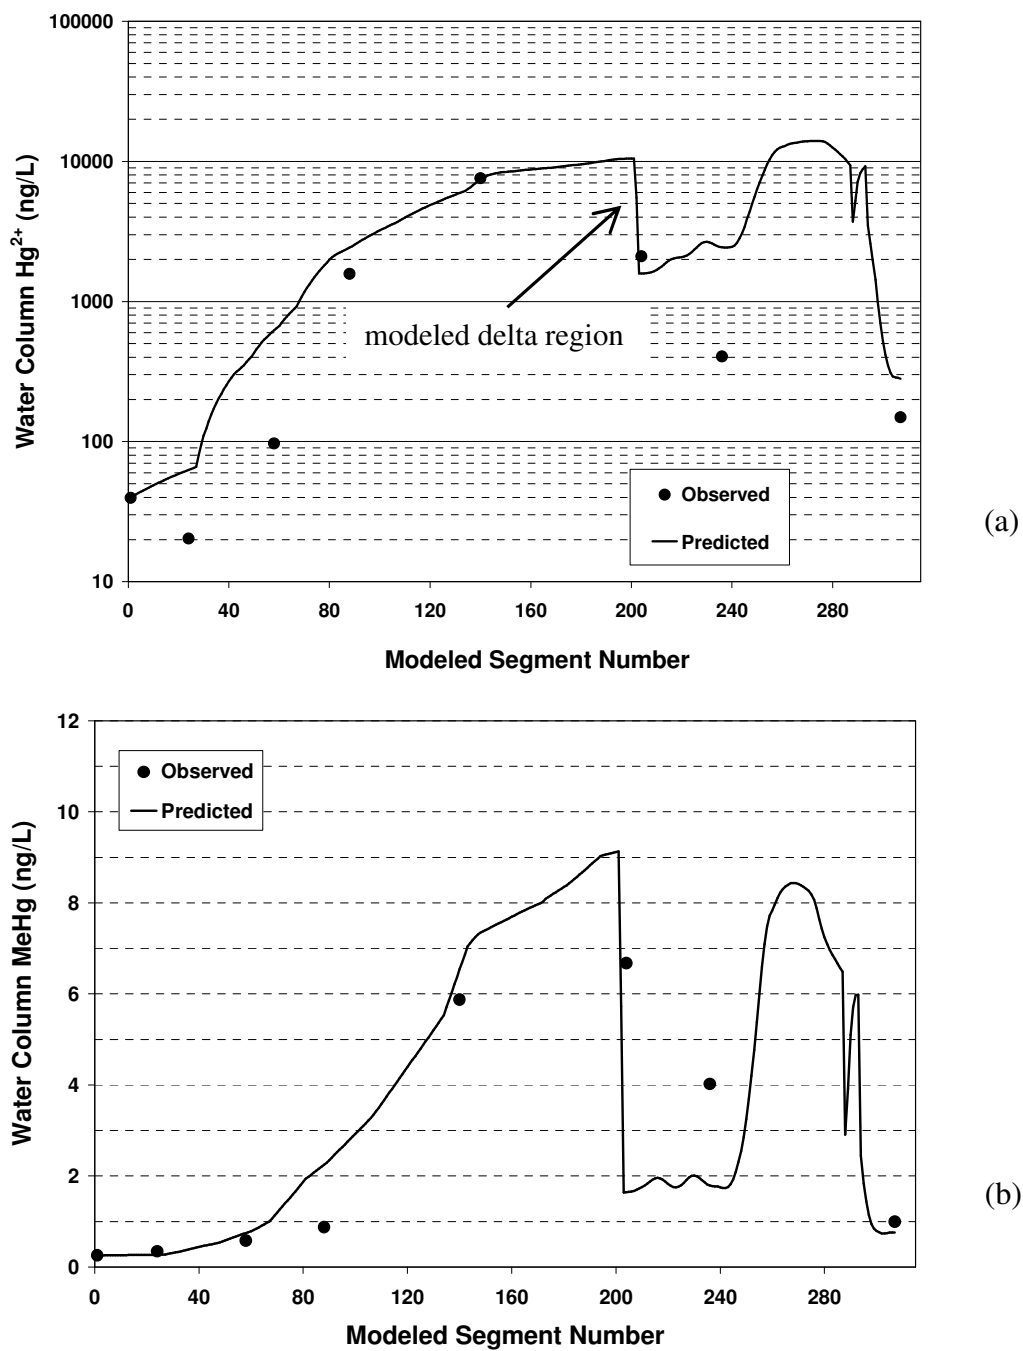 100000
10000
1000
100
10
Water Column Hg2+ (ng/L)
modeled delta region
Observed
Predicted
(a)
0 40 80 120 160 200 240 280
Modeled Segment Number
12
10
8
6
4
2
0
Water Column MeHg (ng/L)
Observed
Predicted
(b)
0 40 80 120 160 200 240 280
Modeled Segment Number